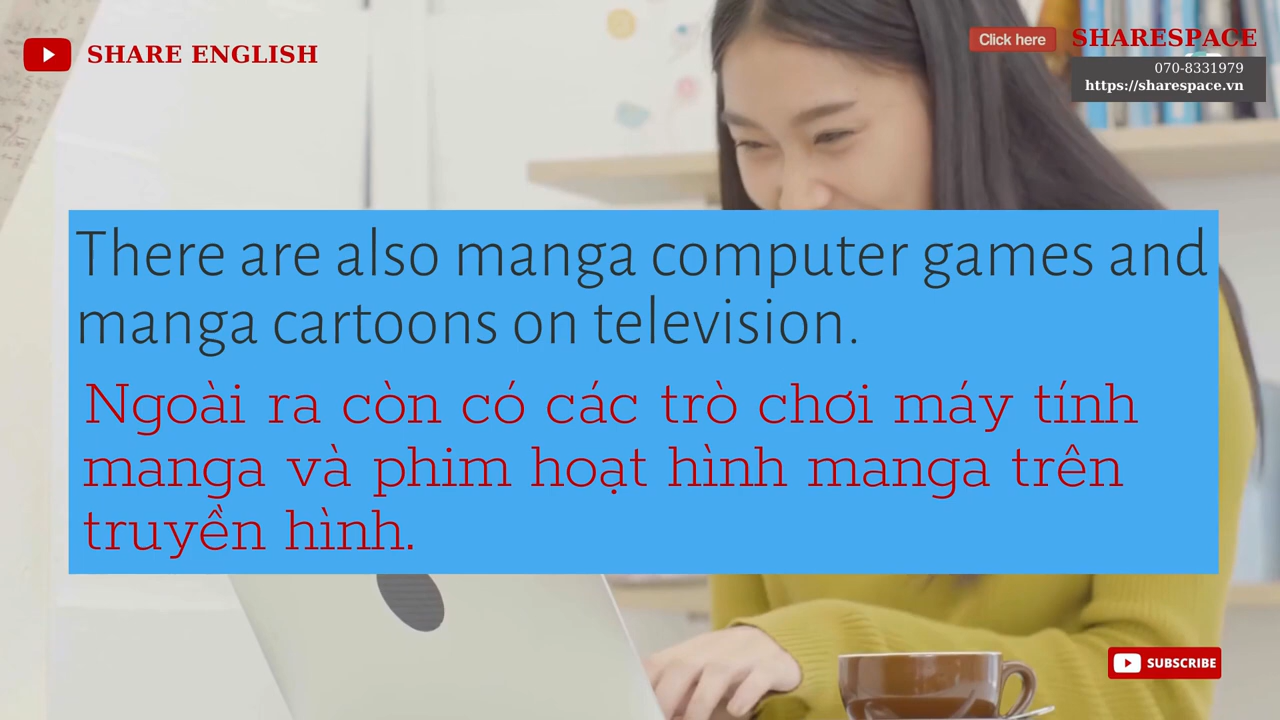 SHARE ENGLISH
Click here
SHARESPACE
070-8331979
https://sharespace.vn
There are also manga computer games and
manga cartoons on television.
Ngoài ra còn có các trò chơi máy tính
manga và phim hoạt hình manga trên
truyền hình.
SUBSCRIBE